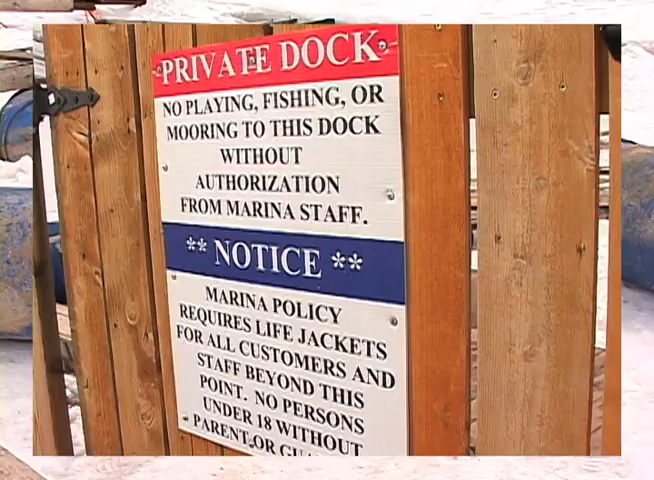 PRIVATE DOCK
NO PLAYING, FISHING, OR
MOORING TO THIS DOCK
WITHOUT
AUTHORIZATION
FROM MARINA STAFF.
** NOTICE **
MARINA POLICY
REQUIRES LIFE JACKETS
FOR ALL CUSTOMERS AND
STAFF BEYOND THIS
POINT. NO PERSONS
UNDER 18 WITHOUT
PARENT OR